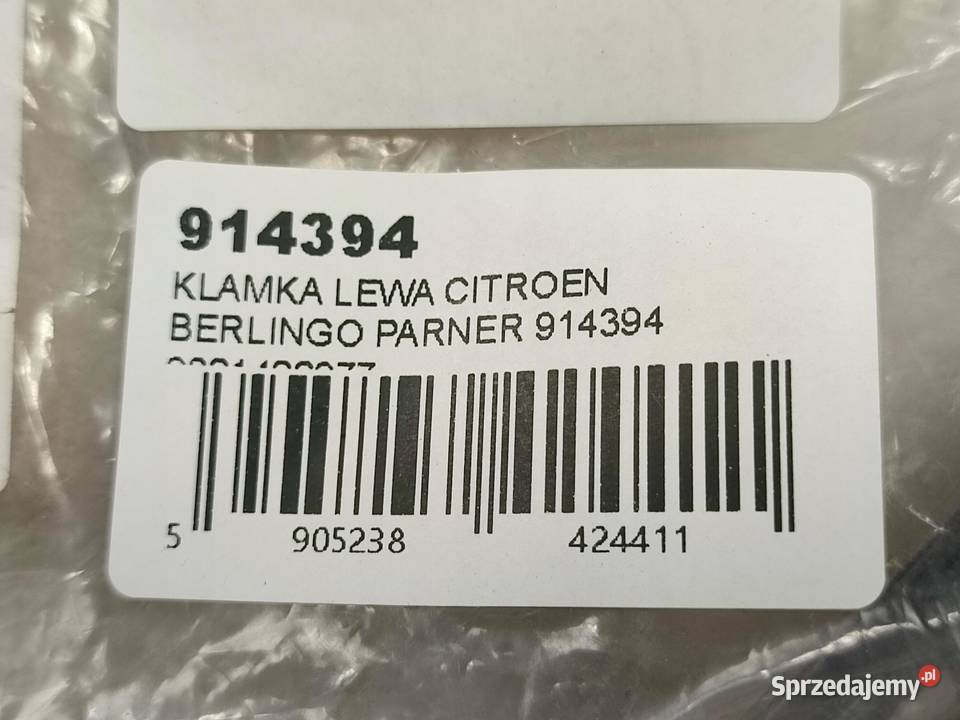 914394
KLAMKA LEWA CITROEN
BERLINGO PARNER 914394
5 905238 424411
Sprzedajemy.pl